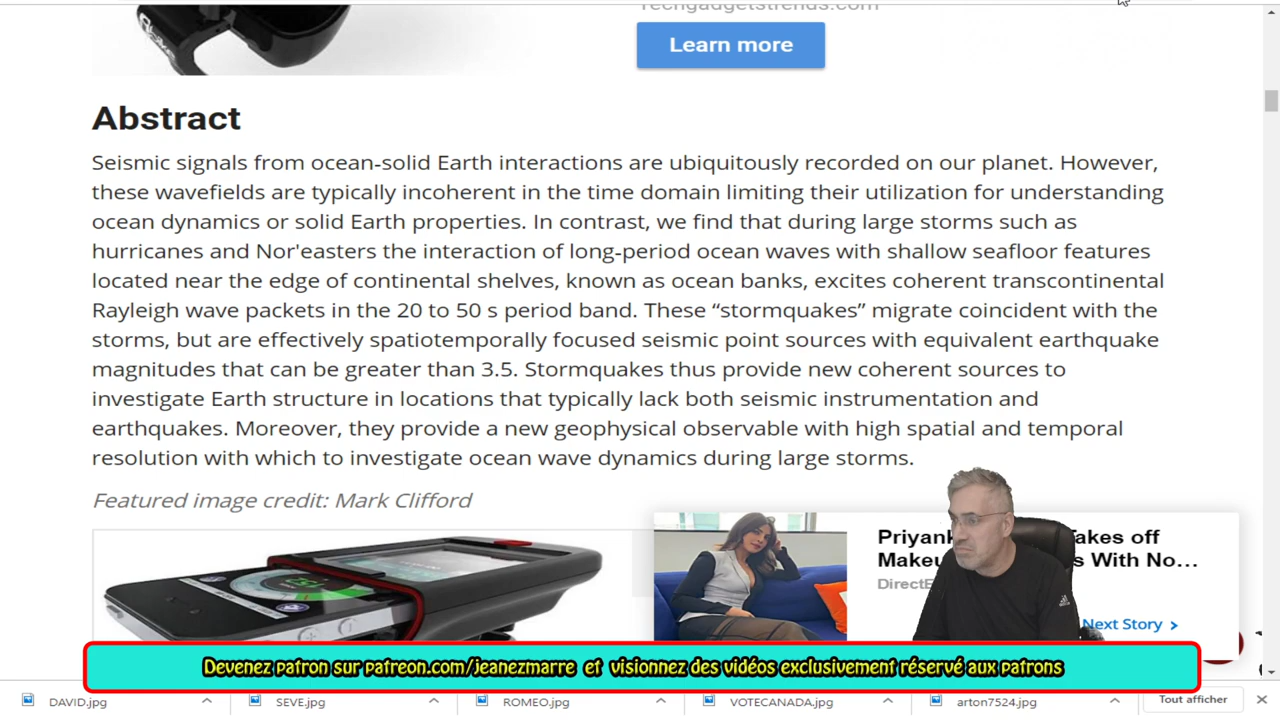 Techgadgetstrends.com
Learn more
Abstract
Seismic signals from ocean-solid Earth interactions are ubiquitously recorded on our planet. However,
these wavefields are typically incoherent in the time domain limiting their utilization for understanding
ocean dynamics or solid Earth properties. In contrast, we find that during large storms such as
hurricanes and Nor'easters the interaction of long-period ocean waves with shallow seafloor features
located near the edge of continental shelves, known as ocean banks, excites coherent transcontinental
Rayleigh wave packets in the 20 to 50 s period band. These “stormquakes” migrate coincident with the
storms, but are effectively spatiotemporally focused seismic point sources with equivalent earthquake
magnitudes that can be greater than 3.5. Stormquakes thus provide new coherent sources to
investigate Earth structure in locations that typically lack both seismic instrumentation and
earthquakes. Moreover, they provide a new geophysical observable with high spatial and temporal
resolution with which to investigate ocean wave dynamics during large storms.
Featured image credit: Mark Clifford
Takes off
With No...
Next Story >
Devenez patron sur patreon.com/jeanezmarre et visionnez des vidéos exclusivement réservé aux patrons
DAVID.jpg
SEVE.jpg
ROMEO.jpg
VOTECANADA.jpg
arton7524.jpg
Tout afficher